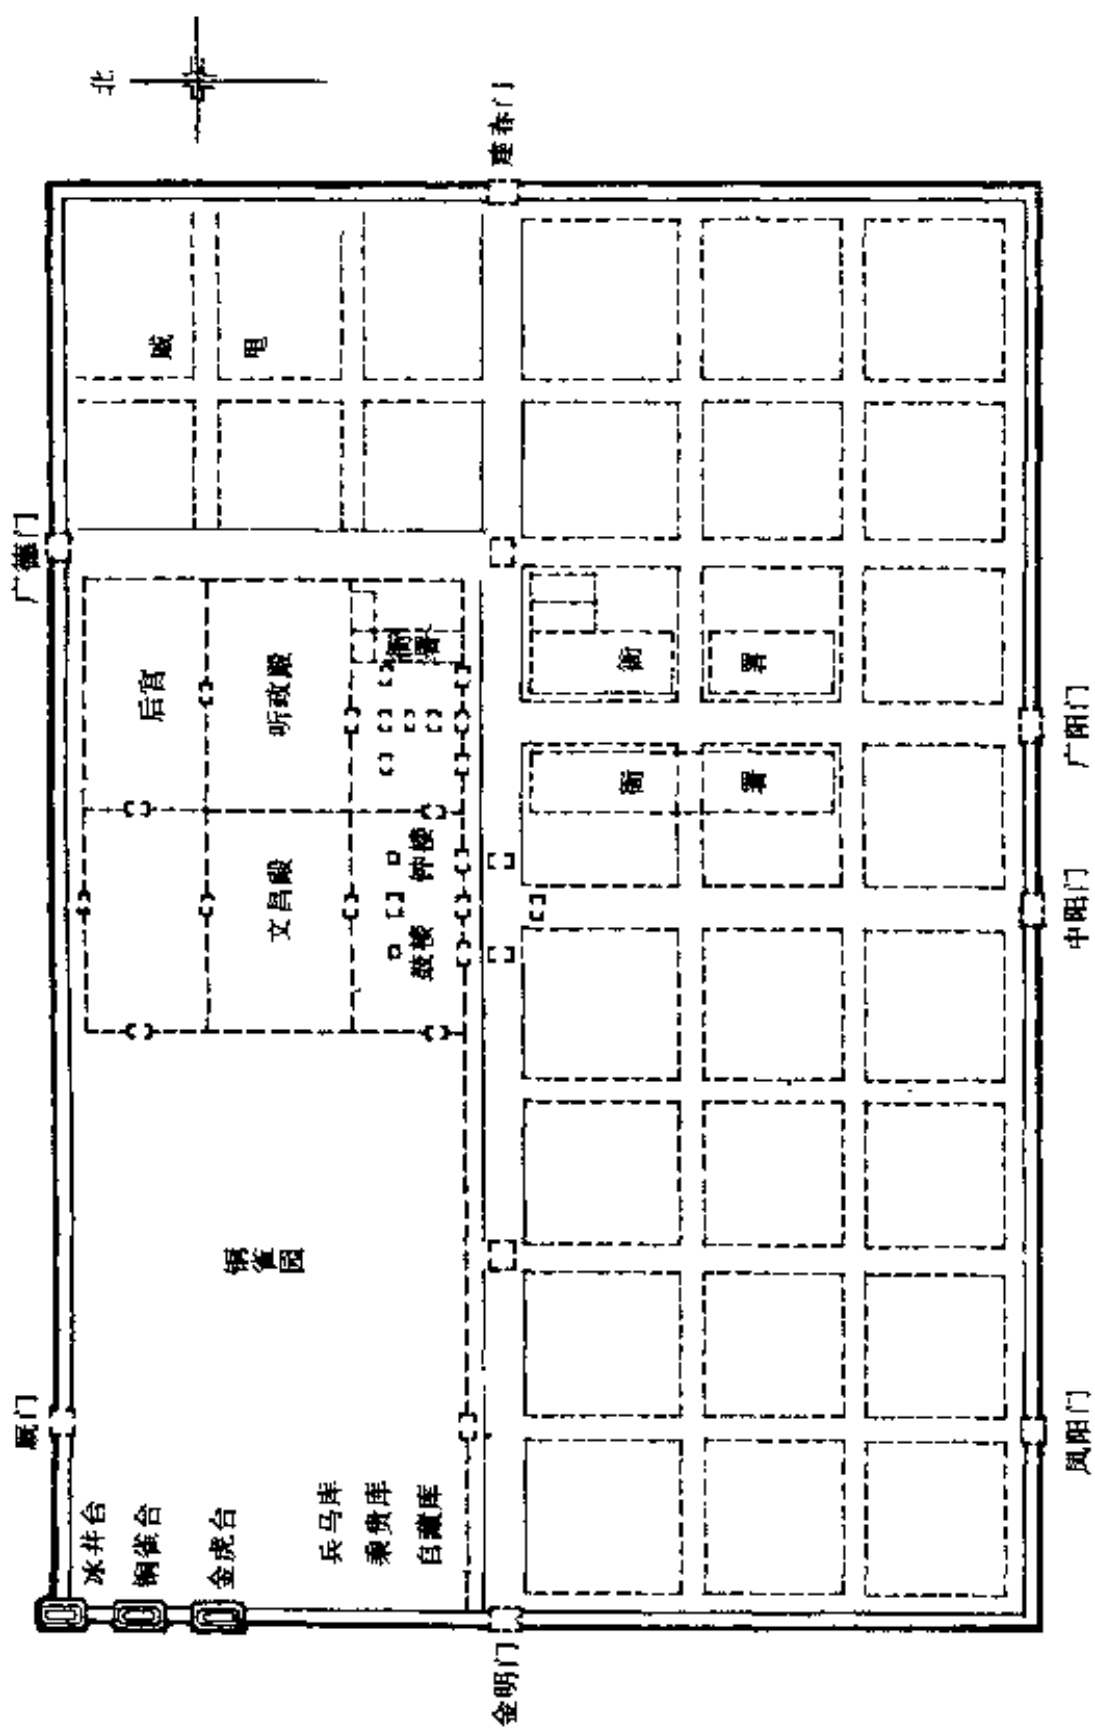 北
建春门
广德门
戚
后宫
听政殿
衙署
衙
署
文昌殿
钟楼
鼓楼
衙
署
广阳门
中阳门
铜雀园
厩门
凤阳门
冰井台
铜雀台
金虎台
兵马库
乘贵库
白藏库
金明门